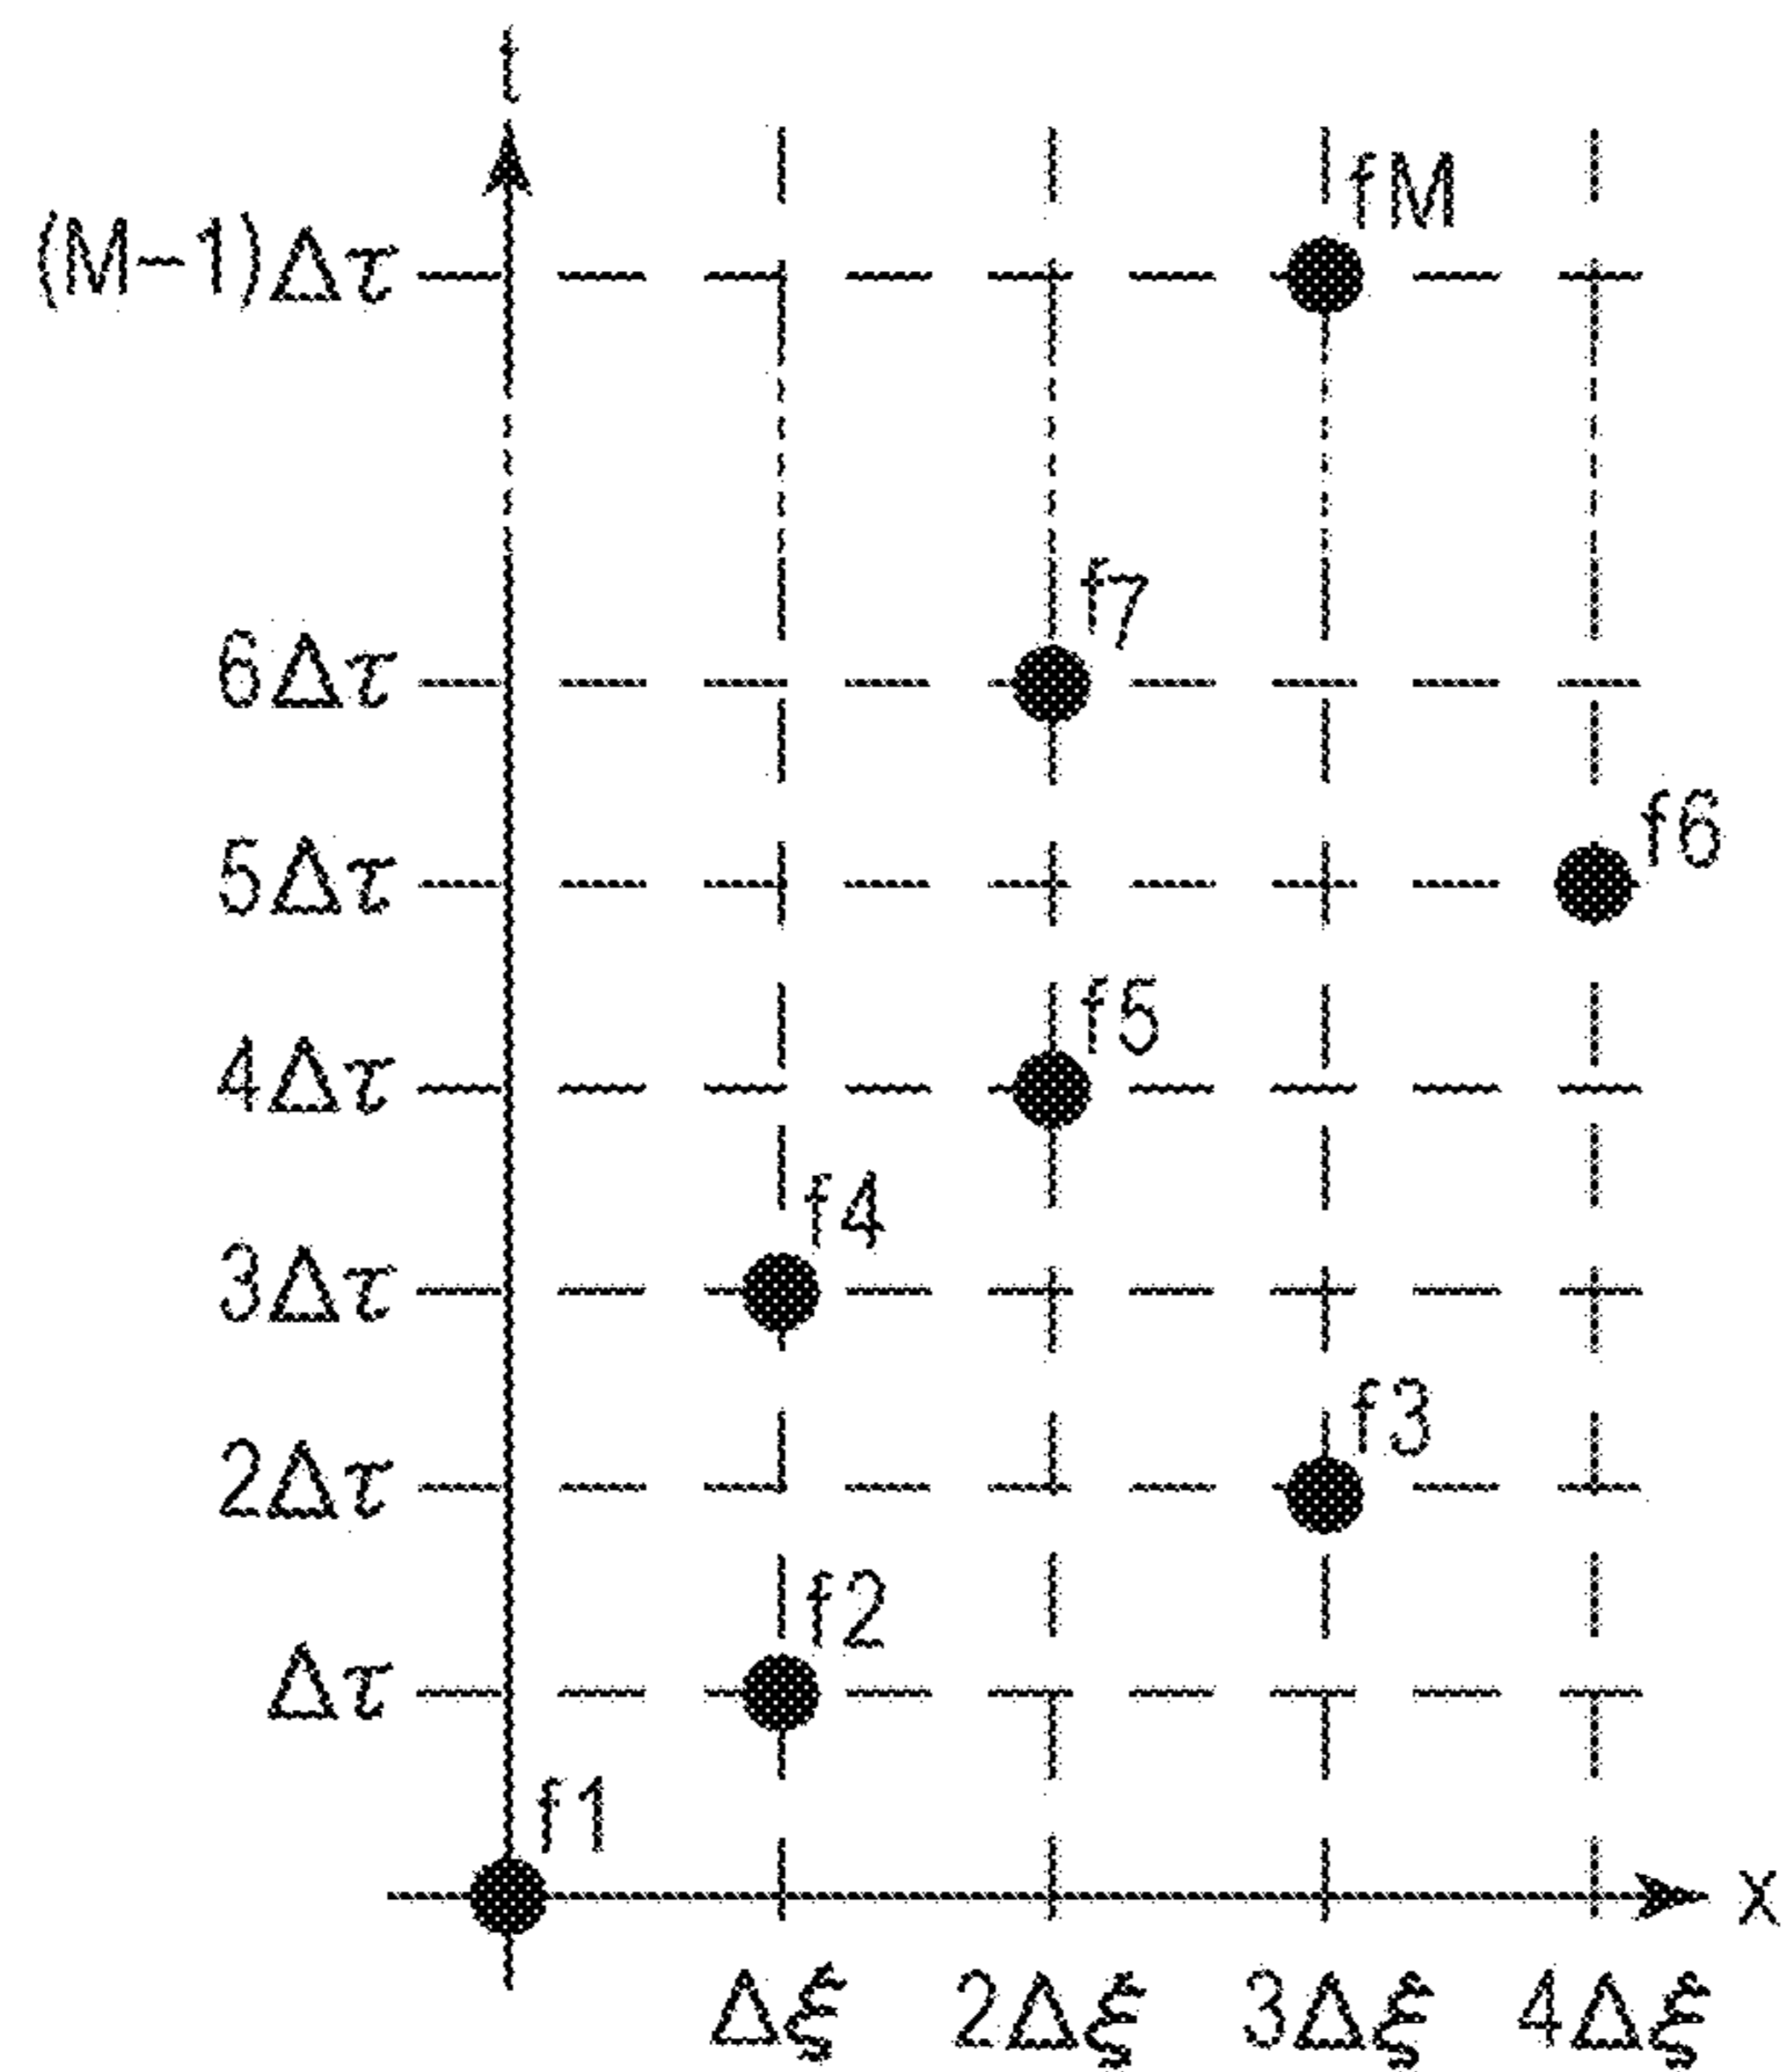 t
(M-1)Δτ
fM
6Δτ
f7
5Δτ
f6
4Δτ
f5
3Δτ
f4
2Δτ
f3
Δτ
f2
f1
x
Δξ 2Δξ 3Δξ 4Δξ